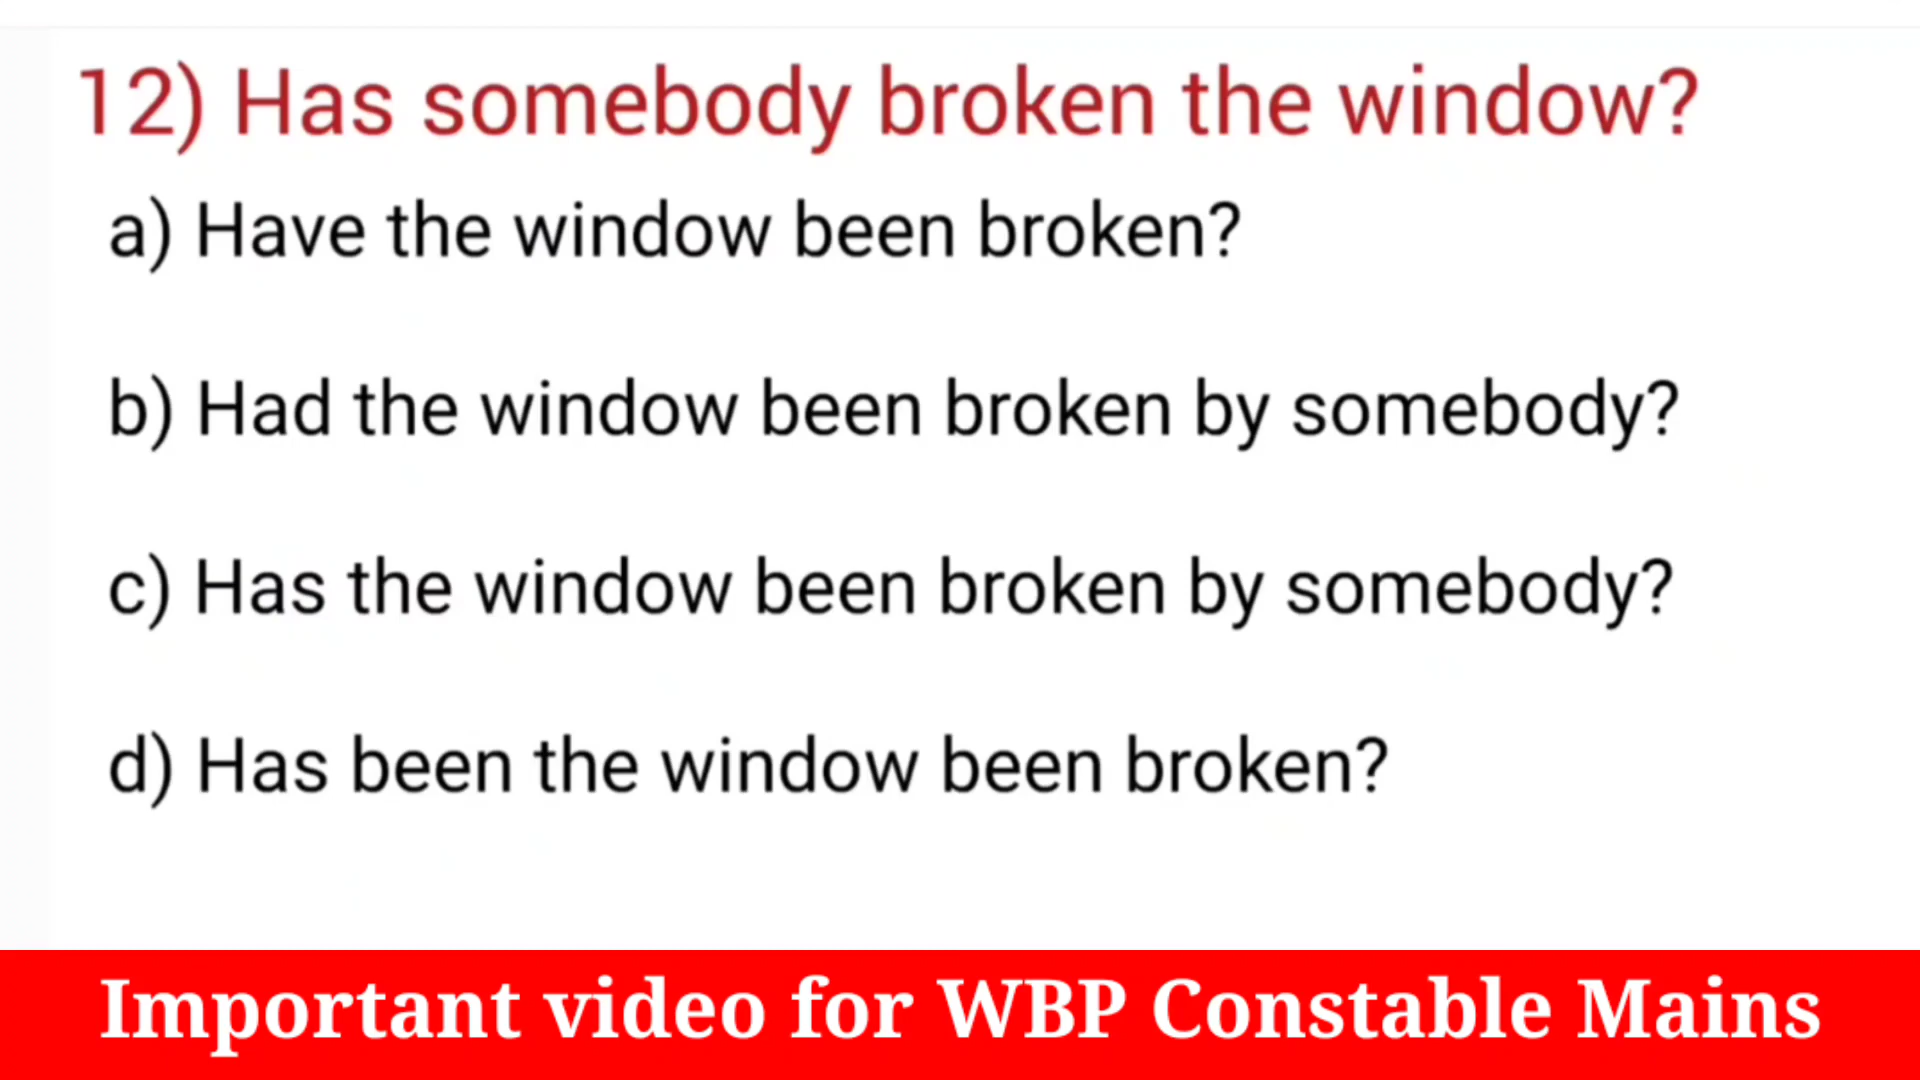 12) Has somebody broken the window?
a) Have the window been broken?
b) Had the window been broken by somebody?
c) Has the window been broken by somebody?
d) Has been the window been broken?
Important video for WBP Constable Mains